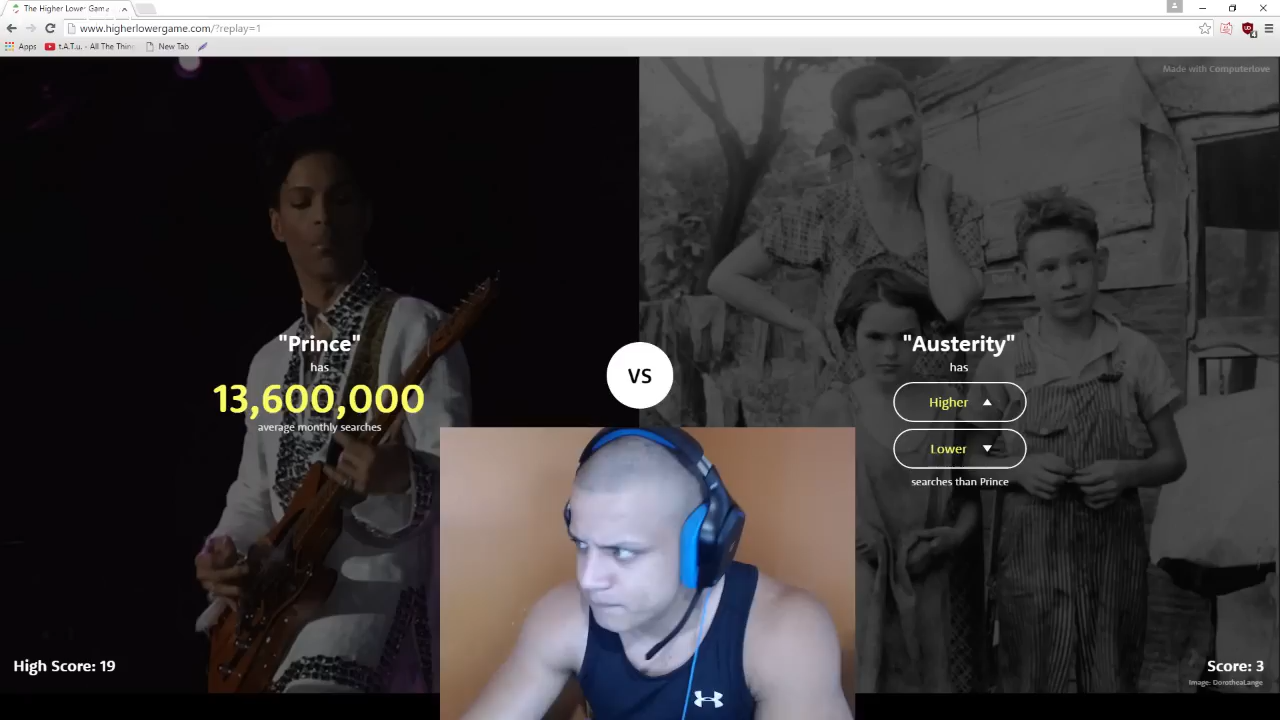 The Higher Lower Game
www.higherlowergame.com/?replay=1
Apps
t.A.T.u. - All The Thin
New Tab
Made with Computerlove
"Prince"
has
13,600,000
average monthly searches
VS
"Austerity"
has
Higher
Lower
searches than Prince
High Score: 19
Score: 3
Image: DorotheaLange